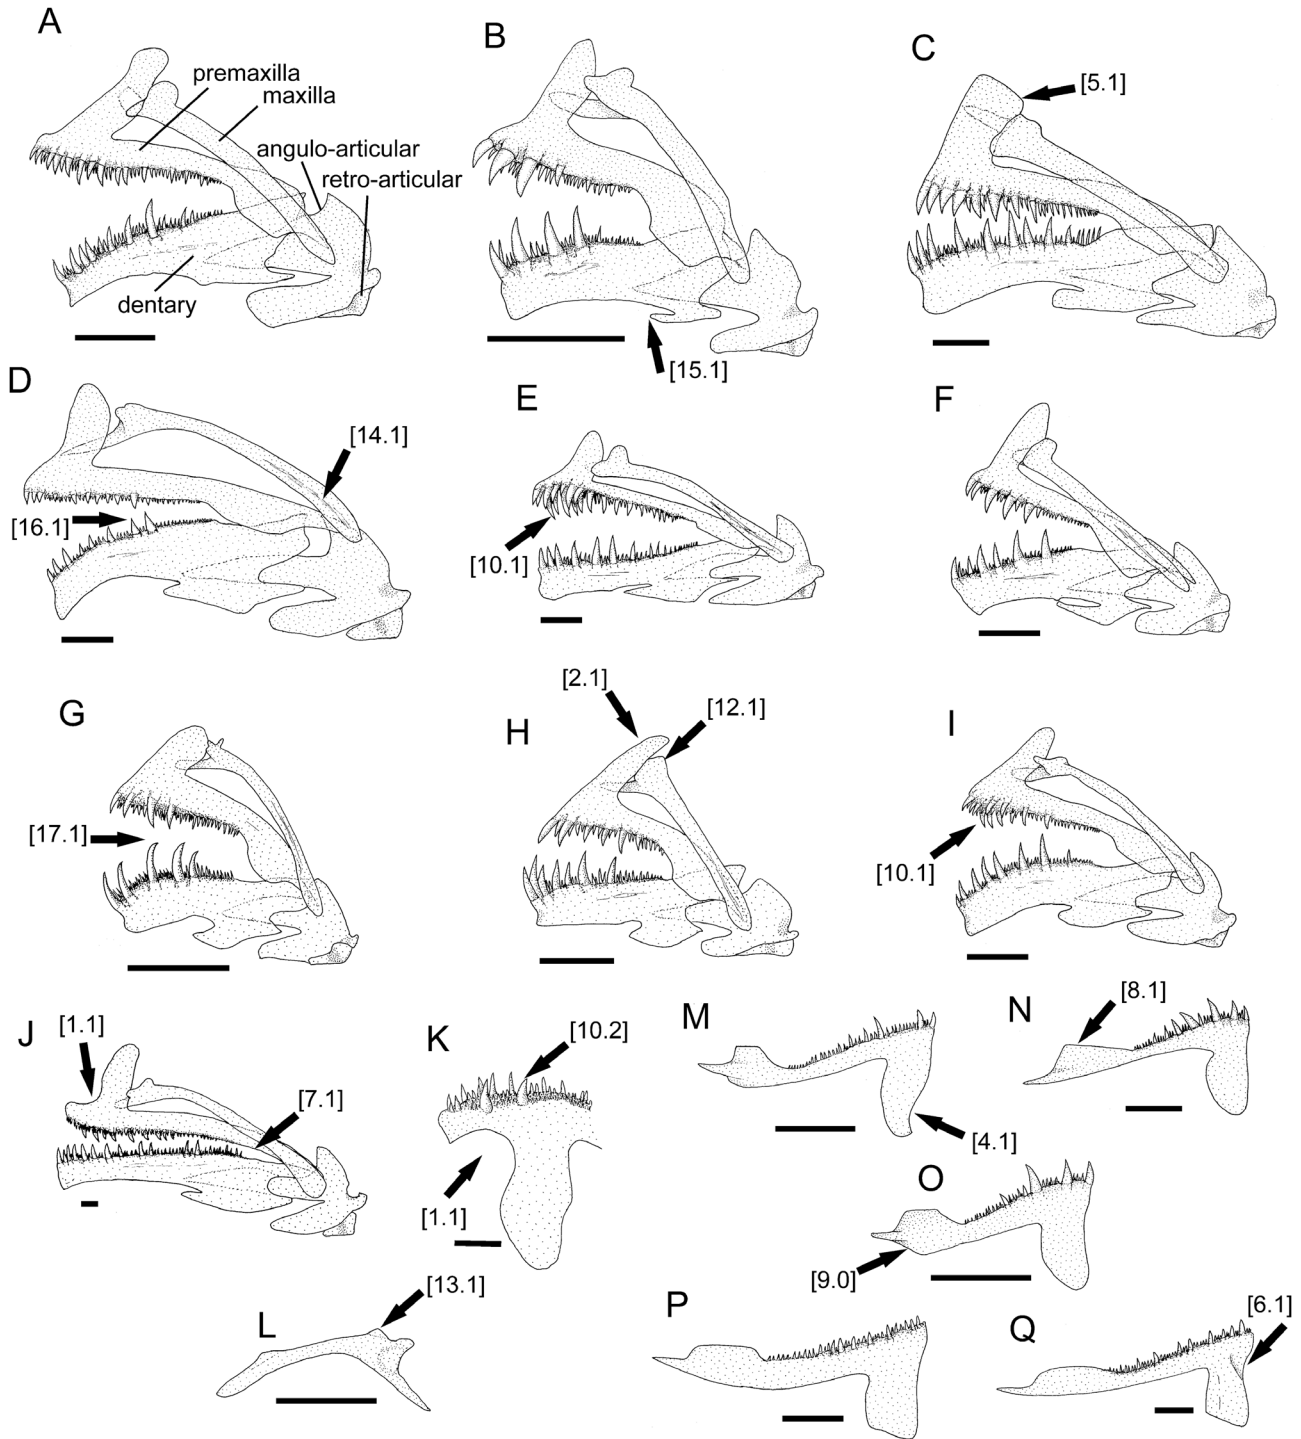 A
premaxilla
maxilla
angulo-articular
retro-articular
dentary
B
[15.1]
C
[5.1]
D
[14.1]
[16.1]
E
[10.1]
F
G
[17.1]
H
[2.1]
[12.1]
I
[10.1]
J
[1.1]
[7.1]
K
[10.2]
[1.1]
L
[13.1]
M
[4.1]
N
[8.1]
O
[9.0]
P
Q
[6.1]